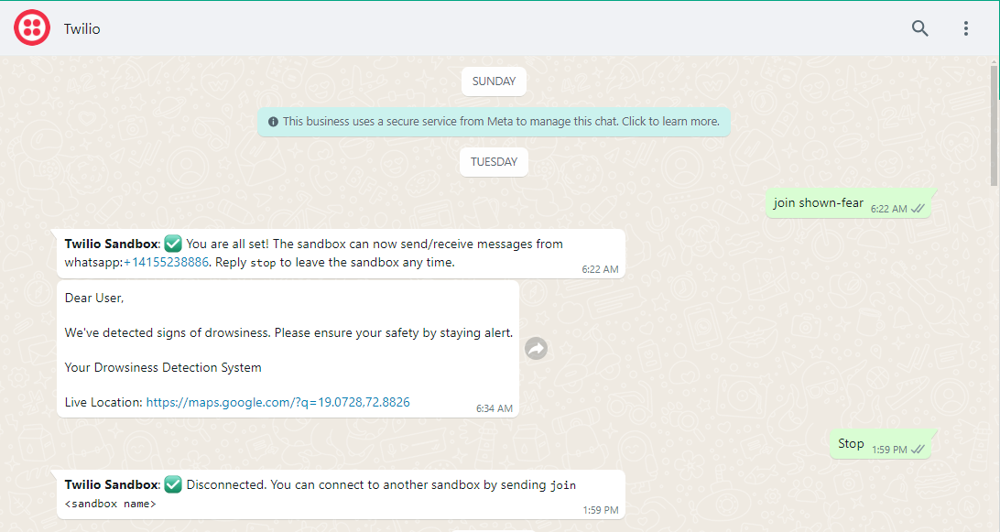 Twilio
SUNDAY
This business uses a secure service from Meta to manage this chat. Click to learn more.
TUESDAY
join shown-fear 6:22 AM
Twilio Sandbox: ✅ You are all set! The sandbox can now send/receive messages from
whatsapp:+14155238886. Reply stop to leave the sandbox any time.
6:22 AM
Dear User,
We've detected signs of drowsiness. Please ensure your safety by staying alert.
Your Drowsiness Detection System
Live Location: https://maps.google.com/?q=19.0728,72.8826
6:34 AM
Stop 1:59 PM
Twilio Sandbox: ✅ Disconnected. You can connect to another sandbox by sending join
<sandbox name>
1:59 PM